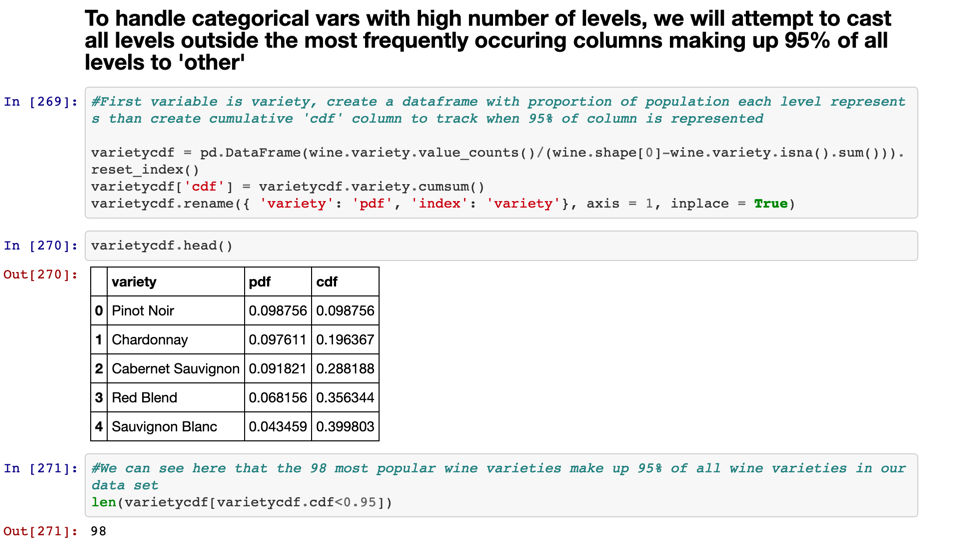 To handle categorical vars with high number of levels, we will attempt to cast
all levels outside the most frequently occuring columns making up 95% of all
levels to 'other'
In [269]: #First variable is variety, create a dataframe with proportion of population each level represent
s than create cumulative 'cdf' column to track when 95% of column is represented
varietycdf = pd.DataFrame(wine.variety.value_counts()/(wine.shape[0]-wine.variety.isna().sum())).
reset_index()
varietycdf['cdf'] = varietycdf.variety.cumsum()
varietycdf.rename({ 'variety': 'pdf', 'index': 'variety'}, axis = 1, inplace = True)
In [270]: varietycdf.head()
Out[270]:
variety pdf cdf
0 Pinot Noir 0.098756 0.098756
1 Chardonnay 0.097611 0.196367
2 Cabernet Sauvignon 0.091821 0.288188
3 Red Blend 0.068156 0.356344
4 Sauvignon Blanc 0.043459 0.399803
In [271]: #We can see here that the 98 most popular wine varieties make up 95% of all wine varieties in our
data set
len(varietycdf[varietycdf.cdf<0.95])
Out[271]: 98